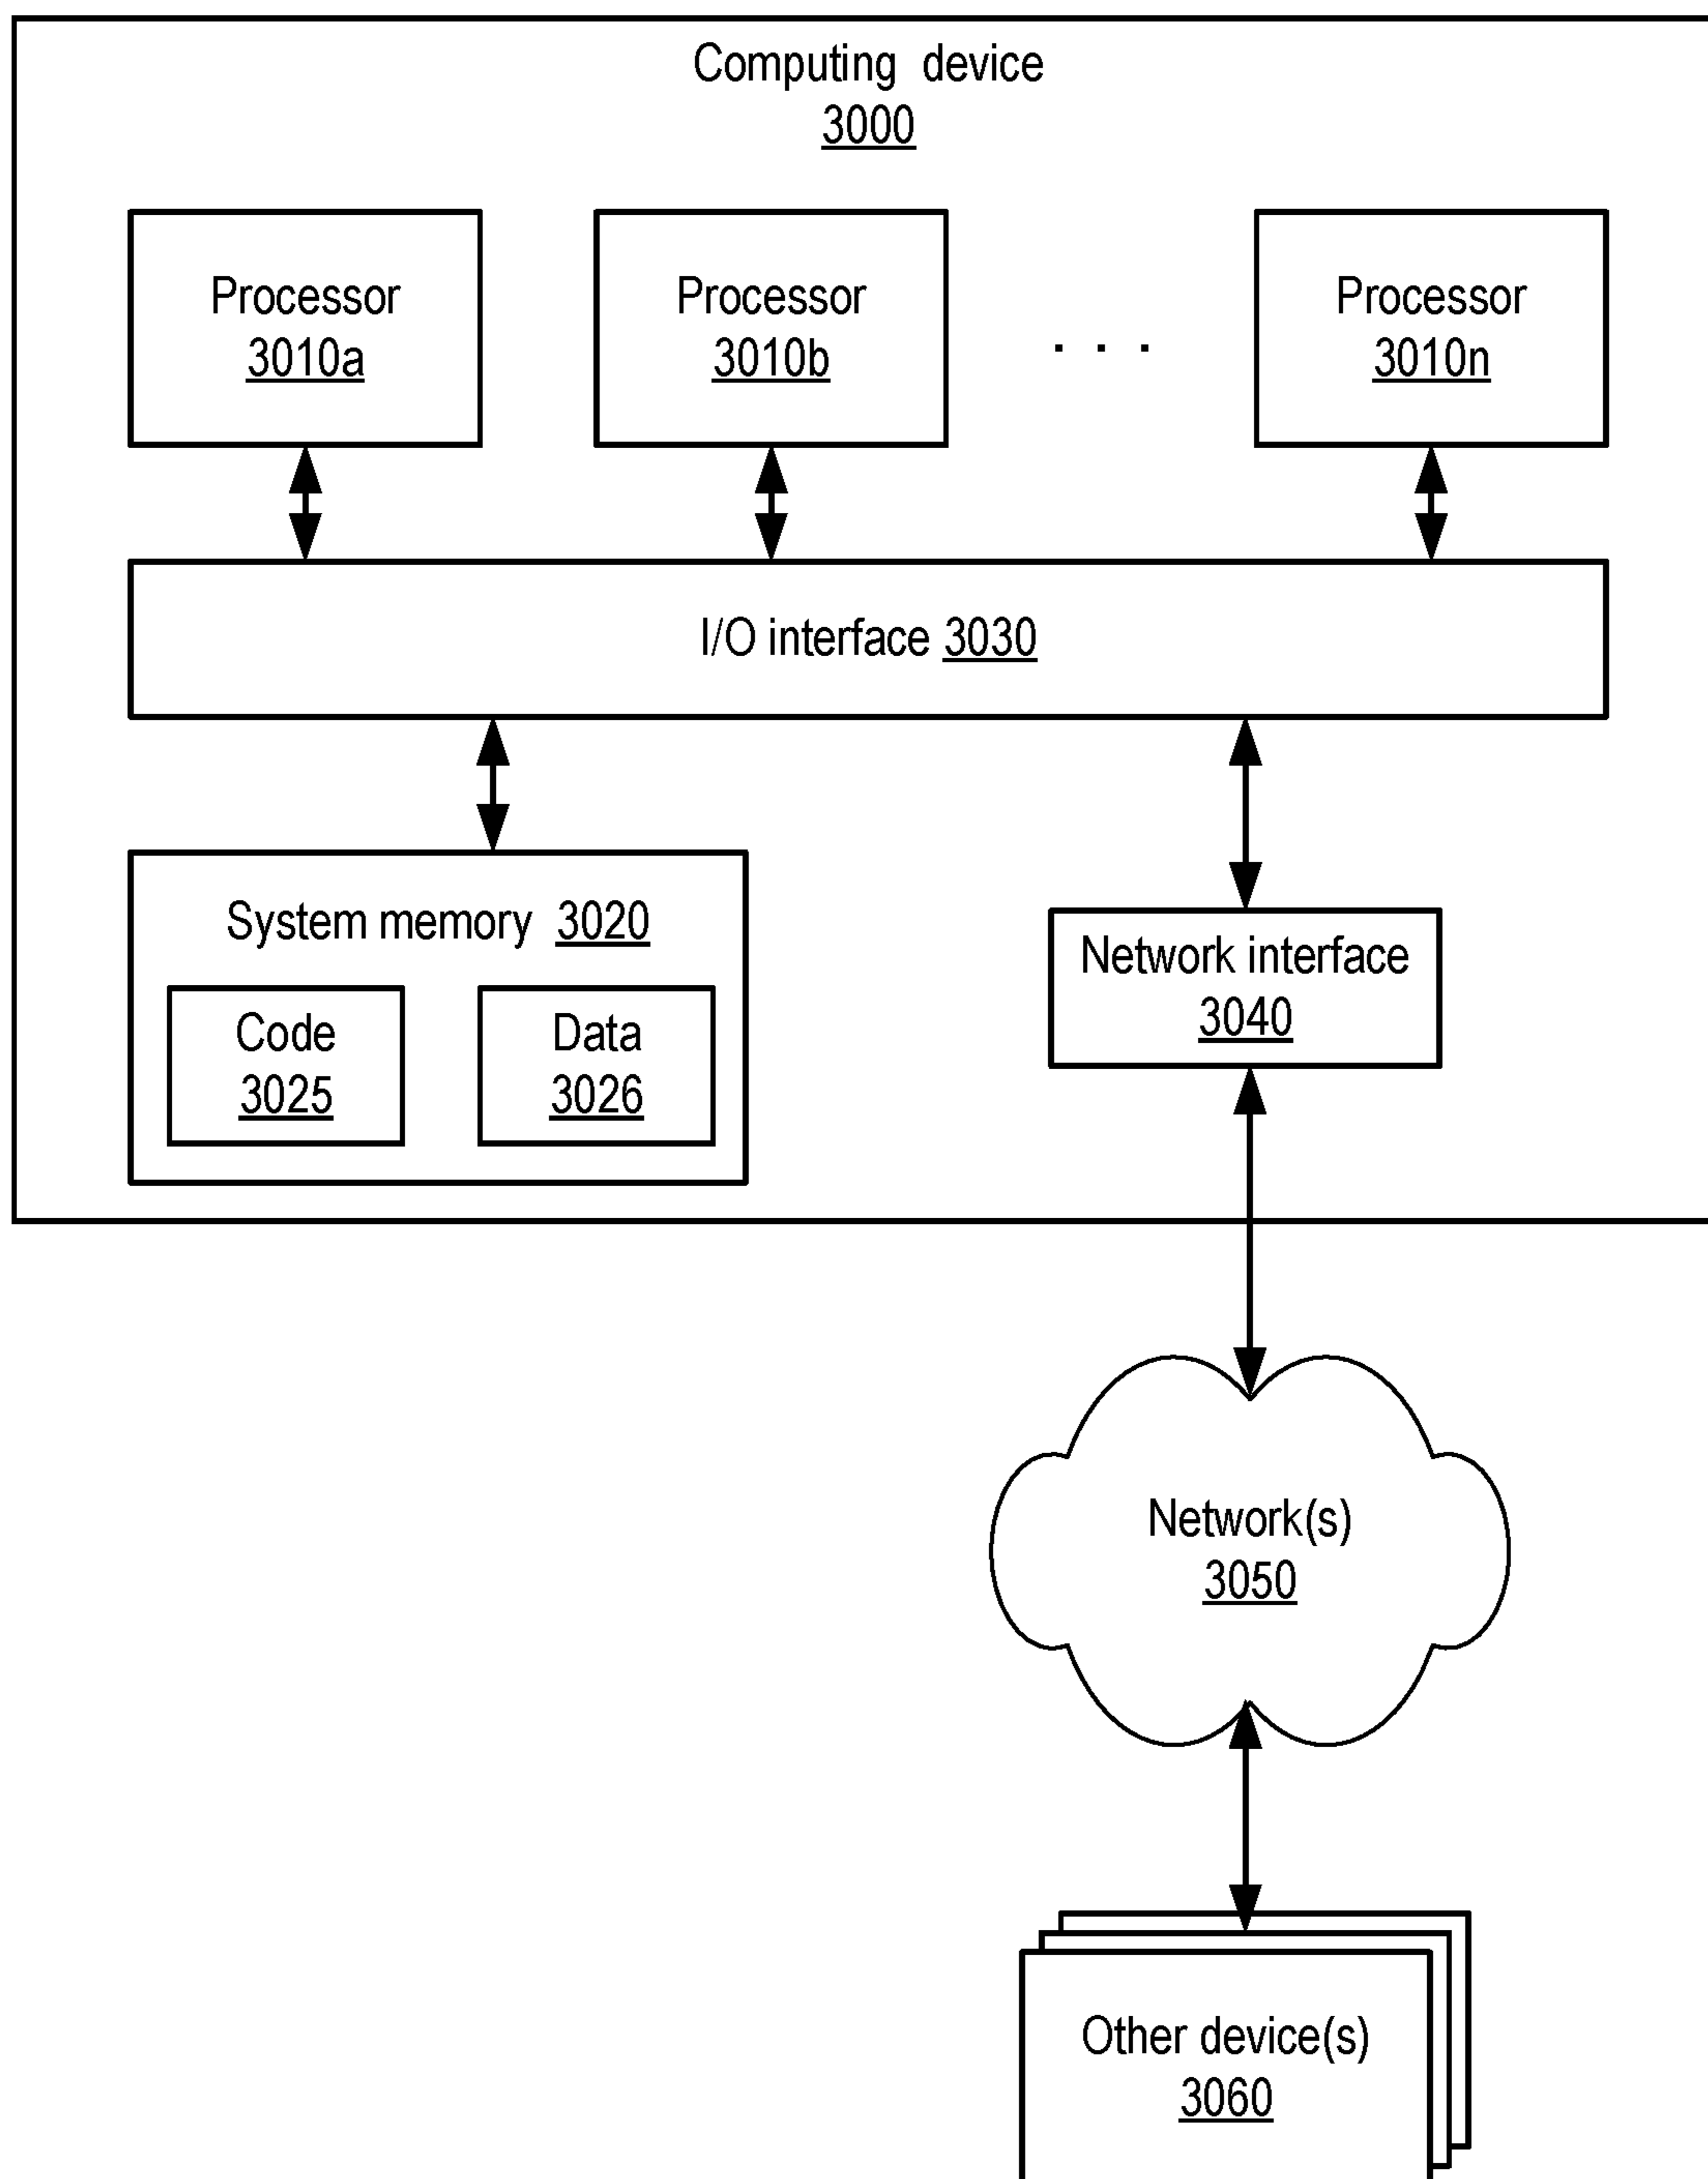 Computing device
3000
Processor
3010a
Processor
3010b
. . .
Processor
3010n
I/O interface 3030
System memory 3020
Code
3025
Data
3026
Network interface
3040
Network(s)
3050
Other device(s)
3060